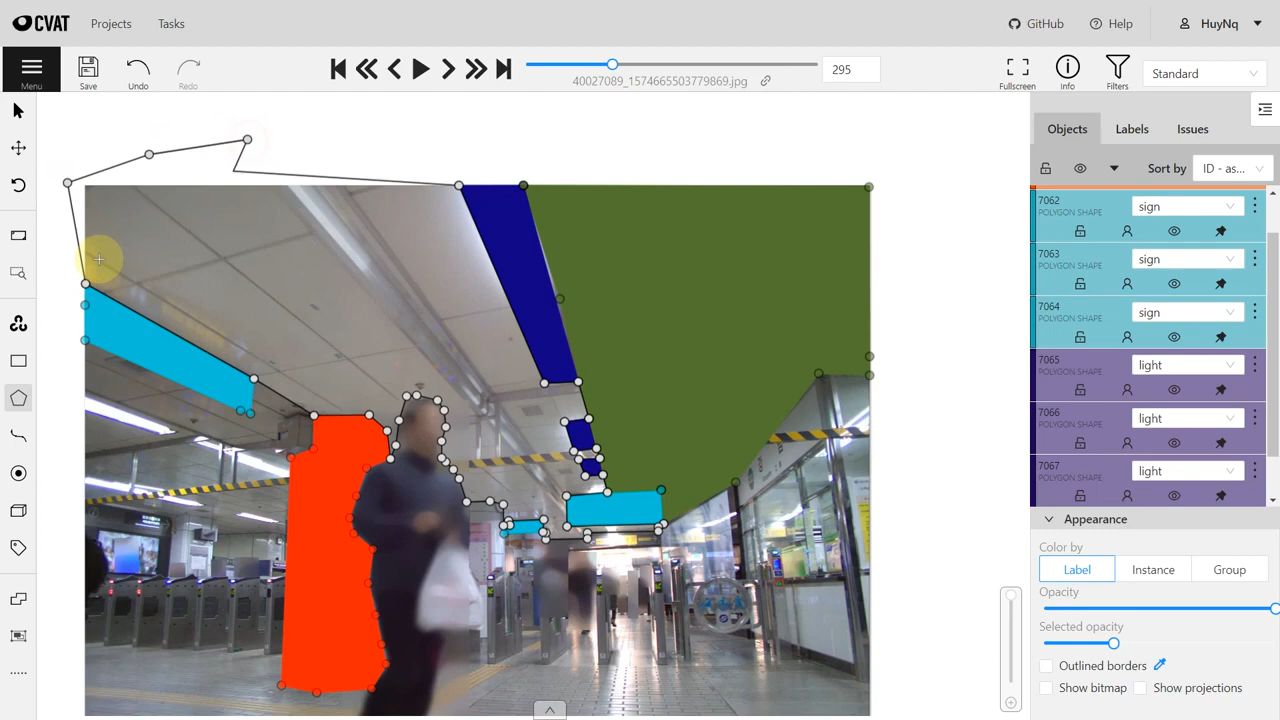 CVAT
Projects
Tasks
GitHub
Help
HuyNq
Menu
Save
Undo
Redo
40027089_1574665503779869.jpg
295
Fullscreen
Info
Filters
Standard
Objects
Labels
Issues
Sort by
ID - as...
7062
POLYGON SHAPE
sign
7063
POLYGON SHAPE
sign
7064
POLYGON SHAPE
sign
7065
POLYGON SHAPE
light
7066
POLYGON SHAPE
light
7067
POLYGON SHAPE
light
Appearance
Color by
Label
Instance
Group
Opacity
Selected opacity
Outlined borders
Show bitmap
Show projections